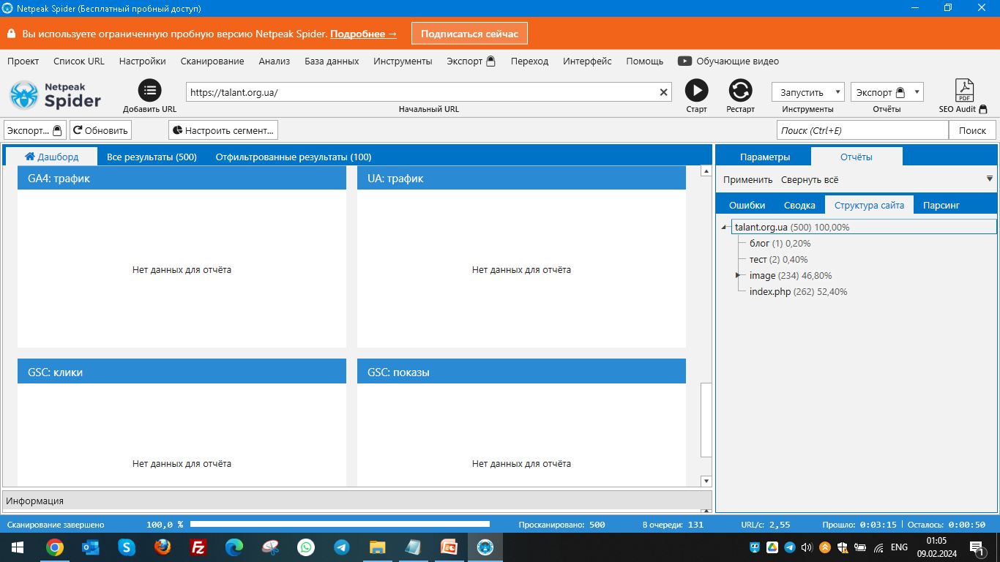 Netpeak Spider (Бесплатный пробный доступ)
Вы используете ограниченную пробную версию Netpeak Spider. Подробнее → Подписаться сейчас
Проект Список URL Настройки Сканирование Анализ База данных Инструменты Экспорт Переход Интерфейс Помощь Обучающие видео
Netpeak Spider
https://talant.org.ua/
Запустить Экспорт
PDF
Добавить URL Начальный URL Старт Рестарт Инструменты Отчёты SEO Audit
Экспорт... Обновить Настроить сегмент... Поиск (Ctrl+E) Поиск
Дашборд Все результаты (500) Отфильтрованные результаты (100)
GA4: трафик UA: трафик
Нет данных для отчёта Нет данных для отчёта
GSC: клики GSC: показы
Нет данных для отчёта Нет данных для отчёта
Информация
Параметры Отчёты
Применить Свернуть всё
Ошибки Сводка Структура сайта Парсинг
talant.org.ua (500) 100,00%
блог (1) 0,20%
тест (2) 0,40%
image (234) 46,80%
index.php (262) 52,40%
Сканирование завершено 100,0 % Просканировано: 500 В очереди: 131 URL/с: 2,55 Прошло: 0:03:15 Осталось: 0:00:50
ENG
01:05
09.02.2024
1